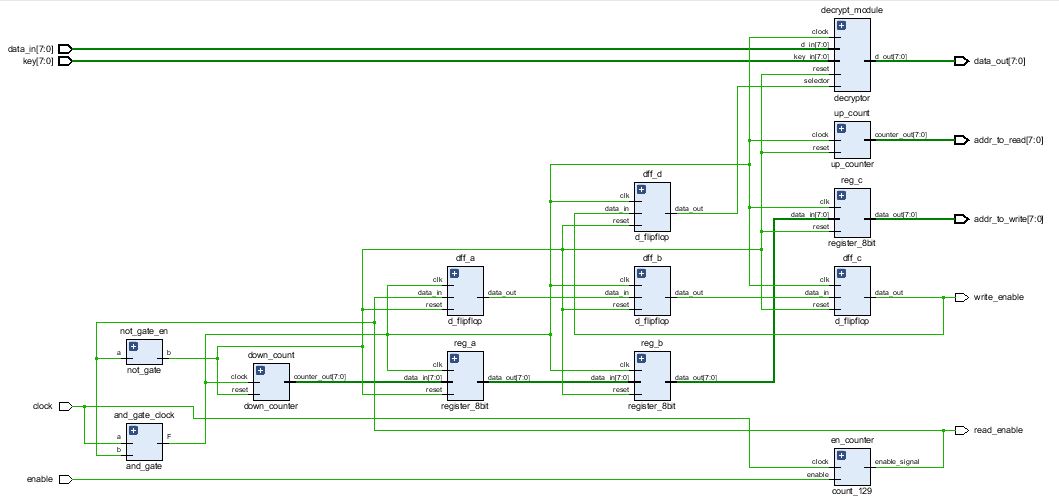 decrypt_module
clock
data_in[7:0]
d_in[7:0]
key[7:0]
key_in[7:0]
d_out[7:0]
data_out[7:0]
reset
selector
decryptor
up_count
clock
counter_out[7:0]
addr_to_read[7:0]
reset
up_counter
dff_d
reg_c
clk
clk
data_in
data_out
data_in[7:0]
data_out[7:0]
addr_to_write[7:0]
reset
reset
d_flipflop
register_8bit
dff_a
dff_b
dff_c
clk
clk
clk
data_in
data_out
data_in
data_out
data_in
data_out
write_enable
reset
reset
reset
d_flipflop
d_flipflop
d_flipflop
not_gate_en
a
b
not_gate
down_count
reg_a
reg_b
clk
clk
clock
counter_out[7:0]
data_in[7:0]
data_out[7:0]
data_in[7:0]
data_out[7:0]
reset
reset
reset
down_counter
register_8bit
register_8bit
clock
and_gate_clock
a
F
b
and_gate
read_enable
en_counter
clock
enable_signal
enable
enable
count_129